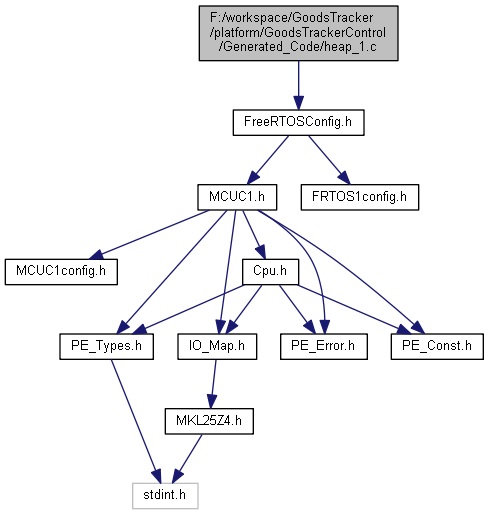 F:/workspace/GoodsTracker
/platform/GoodsTrackerControl
/Generated_Code/heap_1.c
FreeRTOSConfig.h
MCUC1.h
FRTOS1config.h
MCUC1config.h
Cpu.h
PE_Types.h
IO_Map.h
PE_Error.h
PE_Const.h
MKL25Z4.h
stdint.h